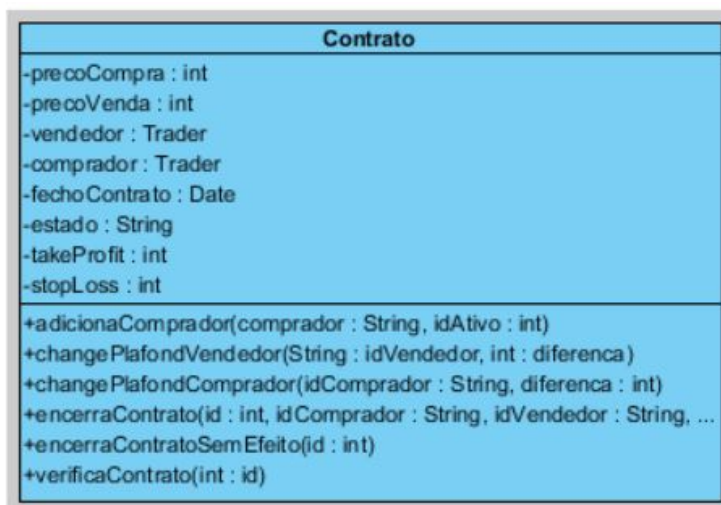 Contrato
-precoCompra : int
-precoVenda : int
-vendedor : Trader
-comprador : Trader
-fechoContrato : Date
-estado : String
-takeProfit : int
-stopLoss : int
+adicionaComprador(comprador : String, idAtivo : int)
+changePlafondVendedor(String : idVendedor, int : diferenca)
+changePlafondComprador(idComprador : String, diferenca : int)
+encerraContrato(id : int, idComprador : String, idVendedor : String, ...
+encerraContratoSemEfeito(id : int)
+verificaContrato(int : id)